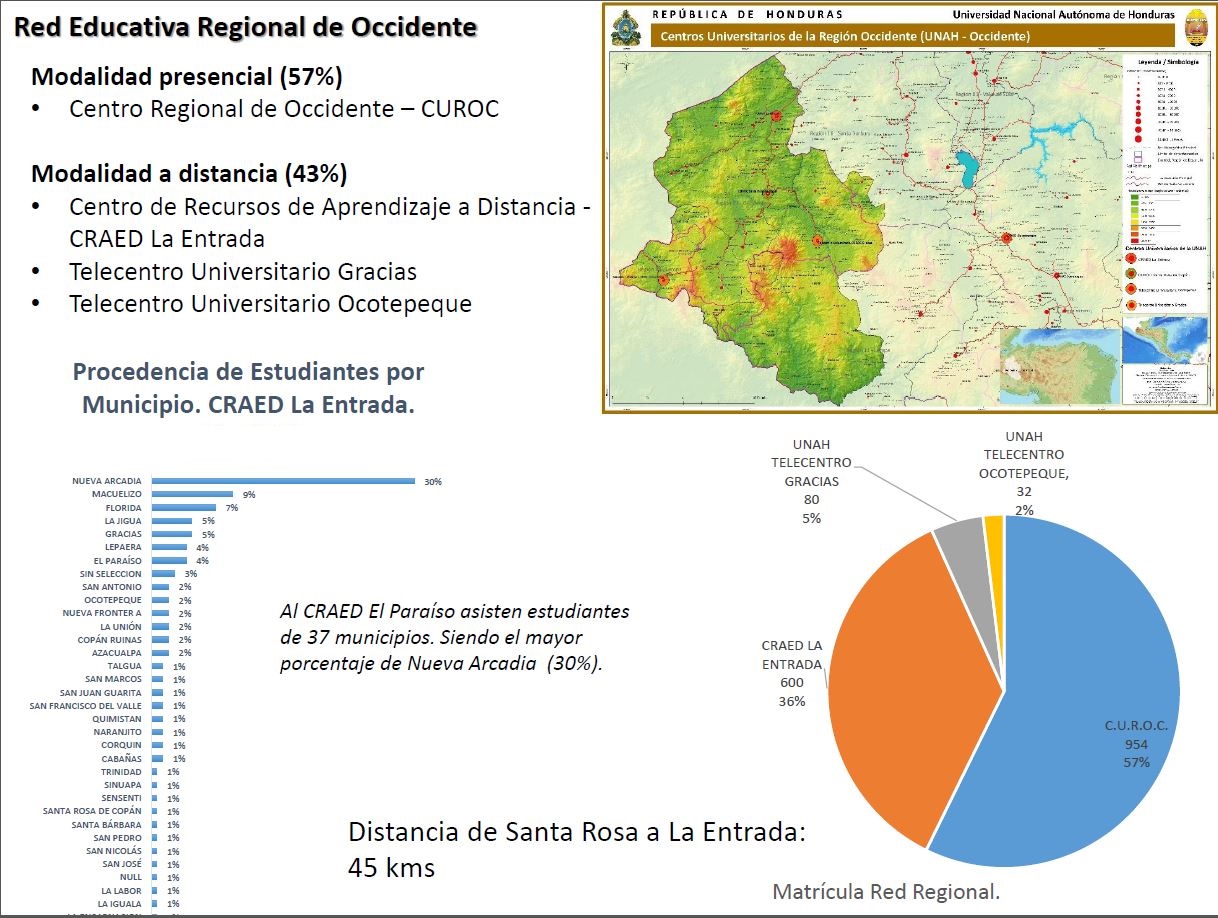 Red Educativa Regional de Occidente
Modalidad presencial (57%)
• Centro Regional de Occidente – CUROC
Modalidad a distancia (43%)
• Centro de Recursos de Aprendizaje a Distancia -
CRAED La Entrada
• Telecentro Universitario Gracias
• Telecentro Universitario Ocotepeque
REPÚBLICA DE HONDURAS
Universidad Nacional Autónoma de Honduras
Centros Universitarios de la Región Occidente (UNAH - Occidente)
Leyenda / Simbología
Procedencia de Estudiantes por
Municipio. CRAED La Entrada.
NUEVA ARCADIA 30%
MACUELIZO 9%
FLORIDA 7%
LA JIGUA 5%
GRACIAS 5%
LEPAERA 4%
EL PARAÍSO 4%
SIN SELECCION 3%
SAN ANTONIO 2%
OCOTEPEQUE 2%
NUEVA FRONTER A 2%
LA UNIÓN 2%
COPÁN RUINAS 2%
AZACUALPA 2%
TALGUA 1%
SAN MARCOS 1%
SAN JUAN GUARITA 1%
SAN FRANCISCO DEL VALLE 1%
QUIMISTAN 1%
NARANJITO 1%
CORQUIN 1%
CABAÑAS 1%
TRINIDAD 1%
SINUAPA 1%
SENSENTI 1%
SANTA ROSA DE COPÁN 1%
SANTA BÁRBARA 1%
SAN PEDRO 1%
SAN NICOLÁS 1%
SAN JOSÉ 1%
NULL 1%
LA LABOR 1%
LA IGUALA 1%
Al CRAED El Paraíso asisten estudiantes
de 37 municipios. Siendo el mayor
porcentaje de Nueva Arcadia (30%).
Distancia de Santa Rosa a La Entrada:
45 kms
UNAH
TELECENTRO
GRACIAS
80
5%
UNAH
TELECENTRO
OCOTEPEQUE,
32
2%
CRAED LA
ENTRADA
600
36%
C.U.R.O.C.
954
57%
Matrícula Red Regional.